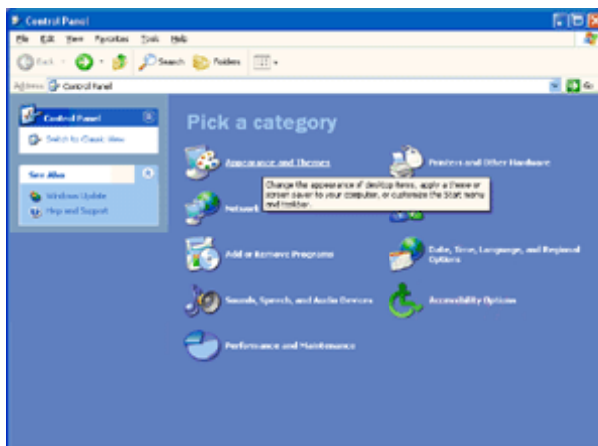 Control Panel
File Edit View Favorites Tools Help
Back Search Folders
Address Control Panel Go
Control Panel
Switch to Classic View
See Also
Windows Update
Help and Support
Pick a category
Appearance and Themes
Printers and Other Hardware
Change the appearance of desktop items, apply a theme or
screen saver to your computer, or customize the Start menu
and taskbar.
Network
Add or Remove Programs
Date, Time, Language, and Regional
Options
Sounds, Speech, and Audio Devices
Accessibility Options
Performance and Maintenance